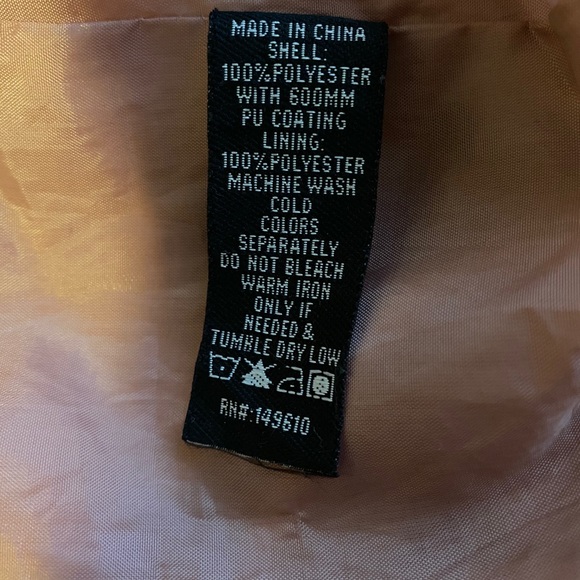 MADE IN CHINA
SHELL:
100%POLYESTER
WITH 600MM
PU COATING
LINING:
100%POLYESTER
MACHINE WASH
COLD
COLORS
SEPARATELY
DO NOT BLEACH
WARM IRON
ONLY IF
NEEDED &
TUMBLE DRY LOW
RN#:149610